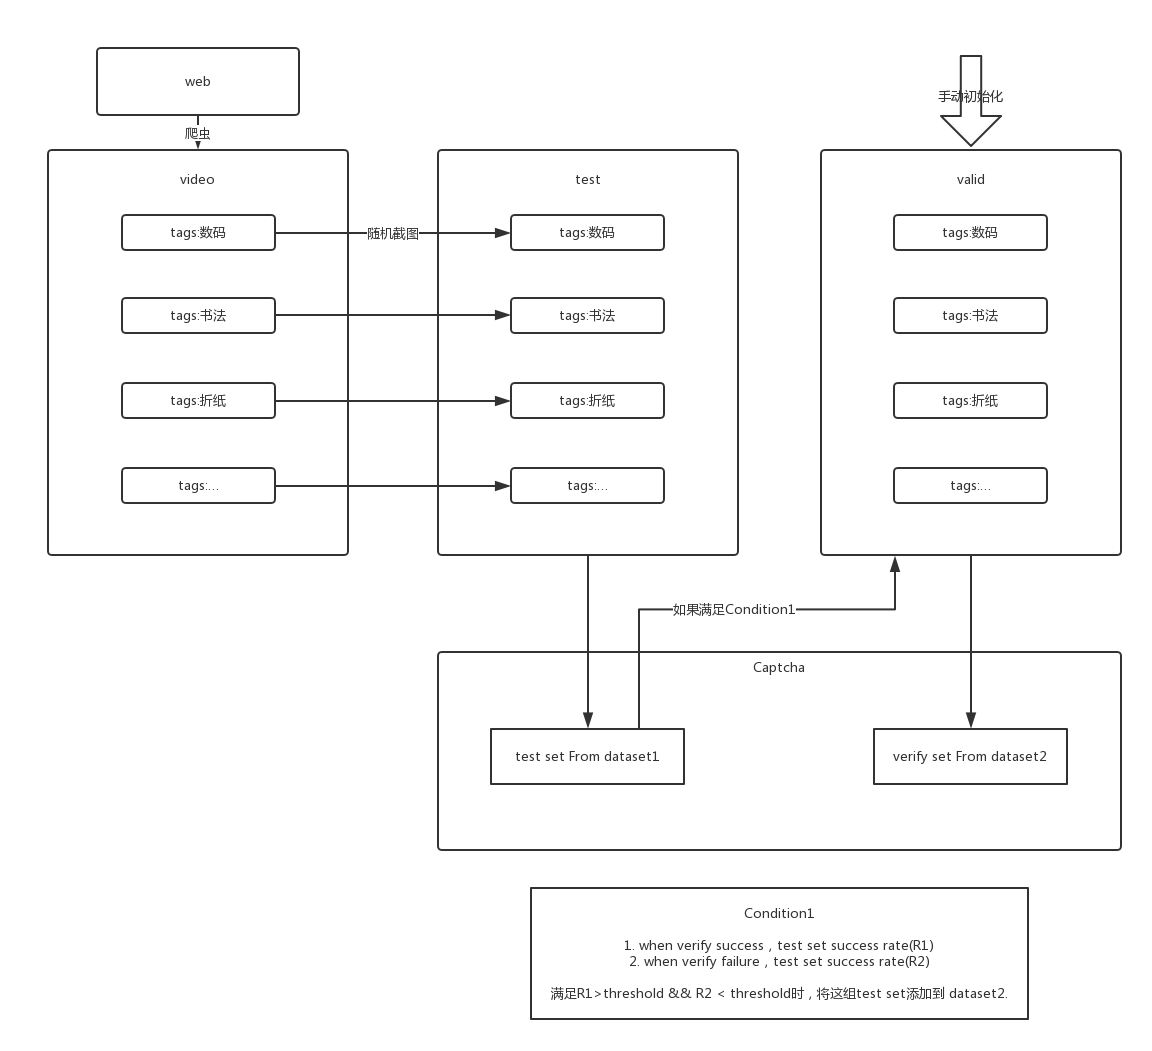 web
爬虫
手动初始化
video
tags:数码
tags:书法
tags:折纸
tags:...
随机截图
test
tags:数码
tags:书法
tags:折纸
tags:...
valid
tags:数码
tags:书法
tags:折纸
tags:...
如果满足Condition1
Captcha
test set From dataset1
verify set From dataset2
Condition1
1. when verify success，test set success rate(R1)
2. when verify failure，test set success rate(R2)
满足R1>threshold && R2 < threshold时，将这组test set添加到 dataset2.